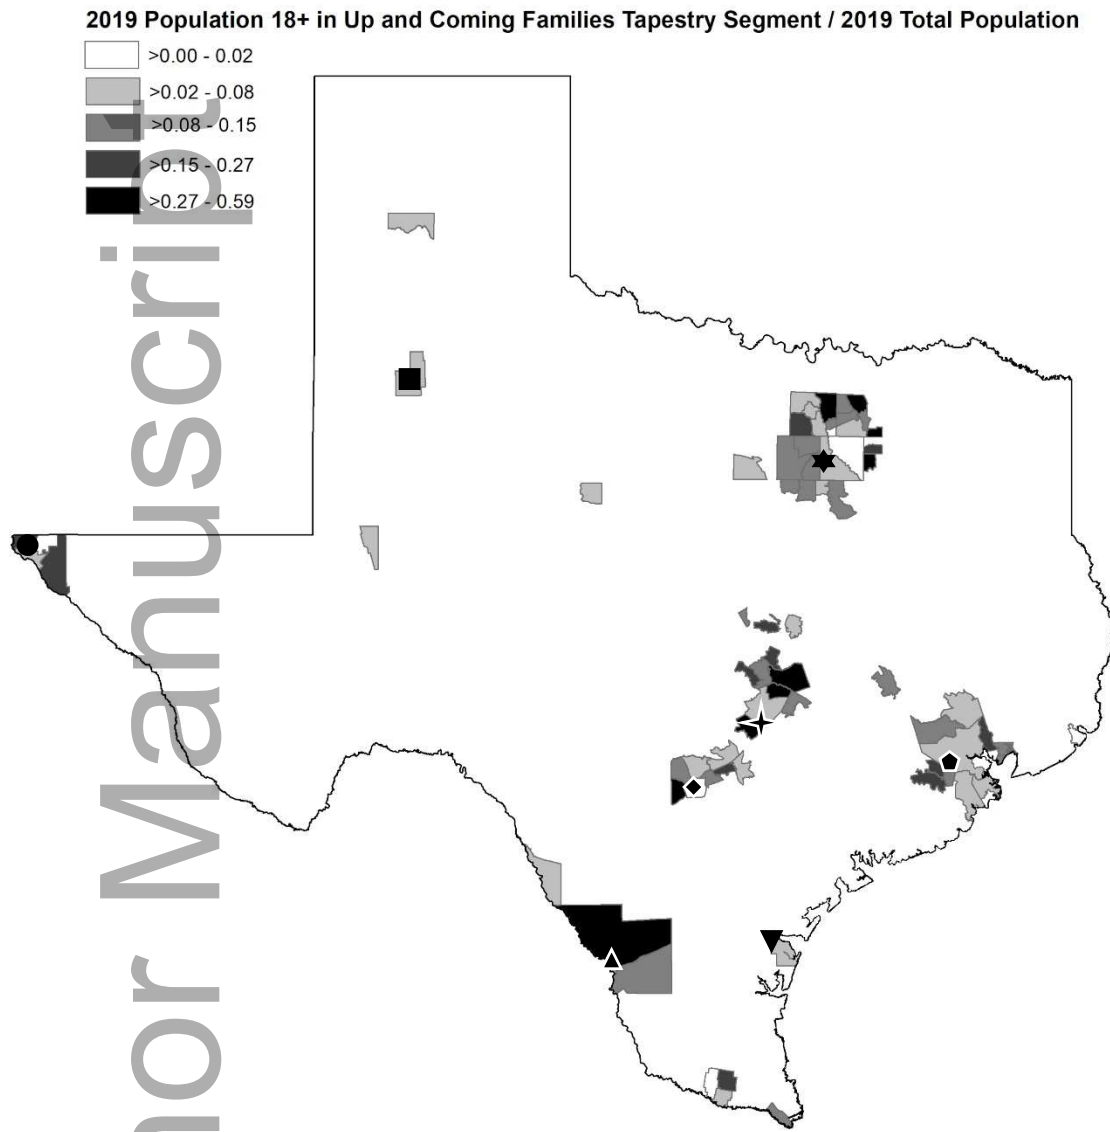 2019 Population 18+ in Up and Coming Families Tapestry Segment / 2019 Total Population
>0.00 - 0.02
>0.02 - 0.08
>0.08 - 0.15
>0.15 - 0.27
>0.27 - 0.59
hor Manuscript